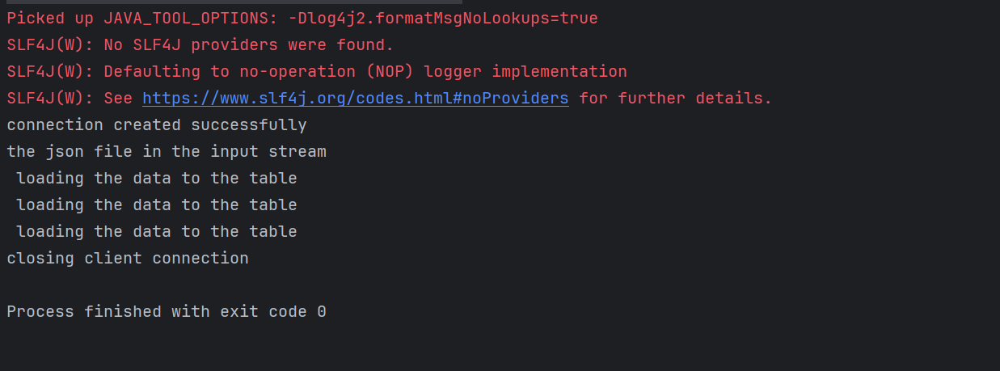 Picked up JAVA_TOOL_OPTIONS: -Dlog4j2.formatMsgNoLookups=true
SLF4J(W): No SLF4J providers were found.
SLF4J(W): Defaulting to no-operation (NOP) logger implementation
SLF4J(W): See https://www.slf4j.org/codes.html#noProviders for further details.
connection created successfully
the json file in the input stream
 loading the data to the table
 loading the data to the table
 loading the data to the table
closing client connection
Process finished with exit code 0